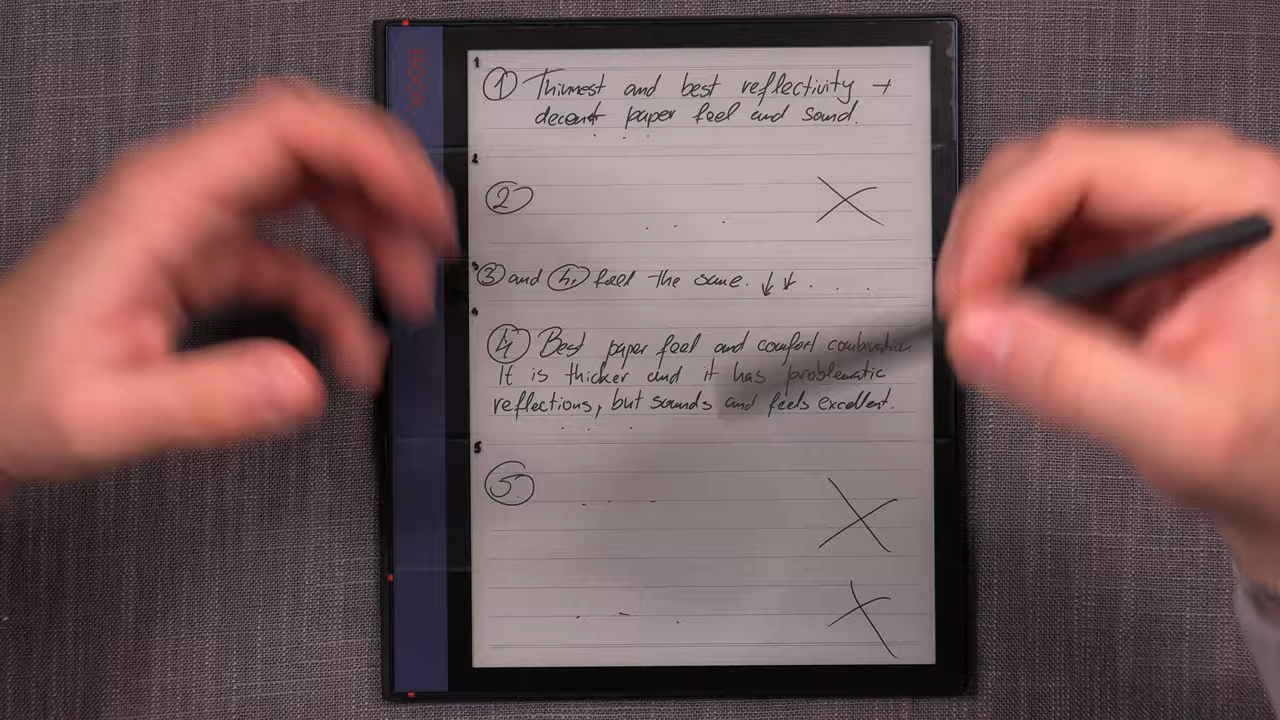 BOOX
1
① Thinnest and best reflectivity +
decent paper feel and sound.
2
②
3
③ and ④ feel the same. ↓ ↓ . . .
4
④ Best paper feel and comfort combination.
It is thicker and it has problematic
reflections, but sounds and feels excellent.
5
⑤